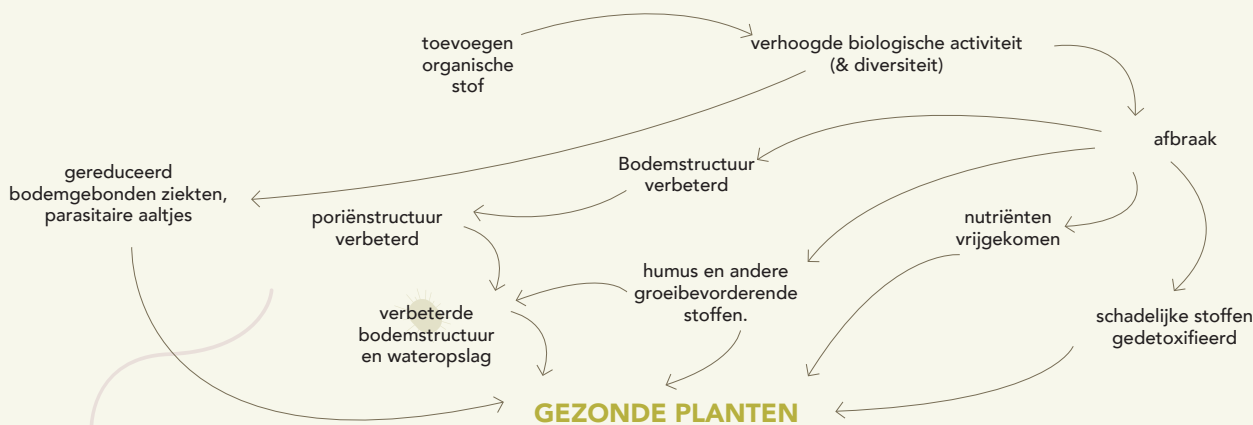 toevoegen
organische
stof
verhoogde biologische activiteit
(& diversiteit)
afbraak
Bodemstructuur
verbeterd
gereduceerd
bodemgebonden ziekten,
parasitaire aaltjes
poriënstructuur
verbeterd
nutriënten
vrijgekomen
humus en andere
groeibevorderende
stoffen.
verbeterde
bodemstructuur
en wateropslag
schadelijke stoffen
gedetoxifieerd
GEZONDE PLANTEN